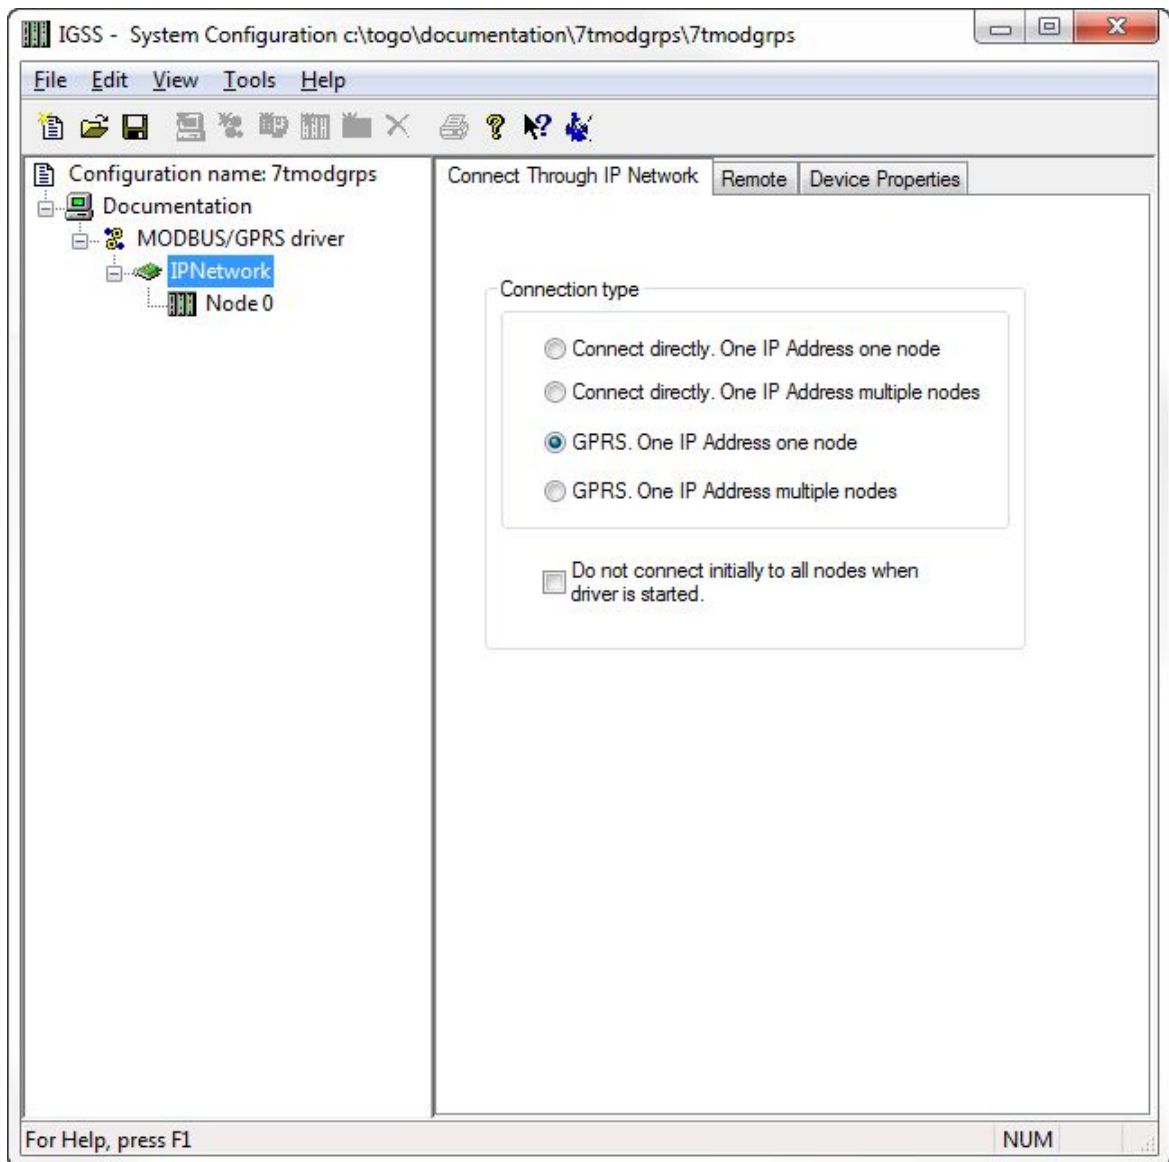 IGSS - System Configuration c:\togo\documentation\7tmodgrps\7tmodgrps
File Edit View Tools Help
Configuration name: 7tmodgrps
Documentation
MODBUS/GPRS driver
IPNetwork
Node 0
Connect Through IP Network Remote Device Properties
Connection type
Connect directly. One IP Address one node
Connect directly. One IP Address multiple nodes
GPRS. One IP Address one node
GPRS. One IP Address multiple nodes
Do not connect initially to all nodes when
driver is started.
For Help, press F1 NUM